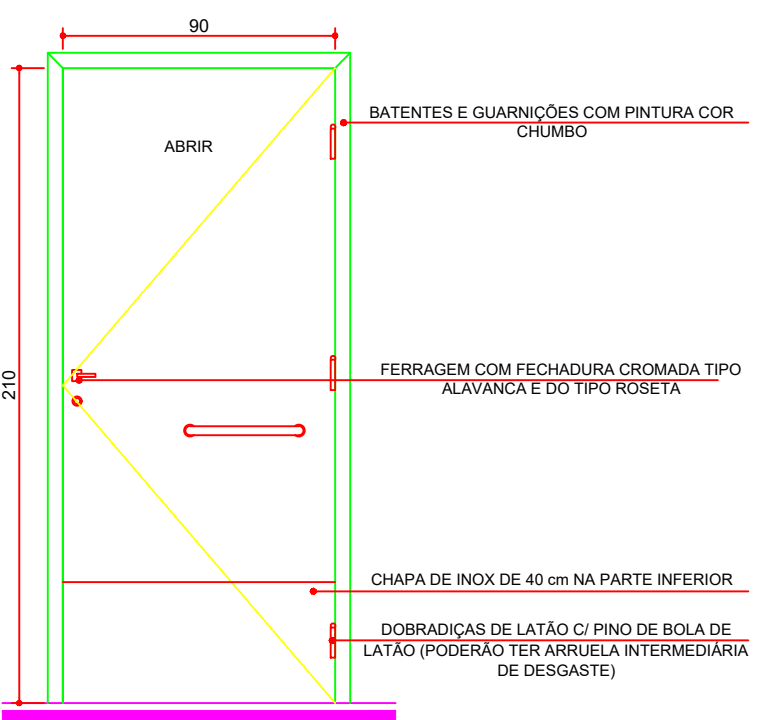 90
BATENTES E GUARNIÇÕES COM PINTURA COR
CHUMBO
ABRIR
210
FERRAGEM COM FECHADURA CROMADA TIPO
ALAVANCA E DO TIPO ROSETA
CHAPA DE INOX DE 40 cm NA PARTE INFERIOR
DOBRADIÇAS DE LATÃO C/ PINO DE BOLA DE
LATÃO (PODERÃO TER ARRUELA INTERMEDIÁRIA
DE DESGASTE)